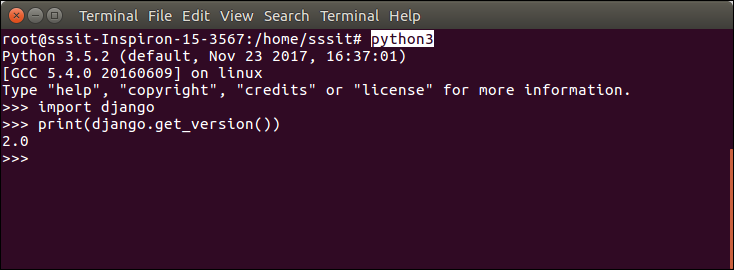 Terminal File Edit View Search Terminal Help
root@sssit-Inspiron-15-3567:/home/sssit# python3
Python 3.5.2 (default, Nov 23 2017, 16:37:01)
[GCC 5.4.0 20160609] on linux
Type "help", "copyright", "credits" or "license" for more information.
>>> import django
>>> print(django.get_version())
2.0
>>>